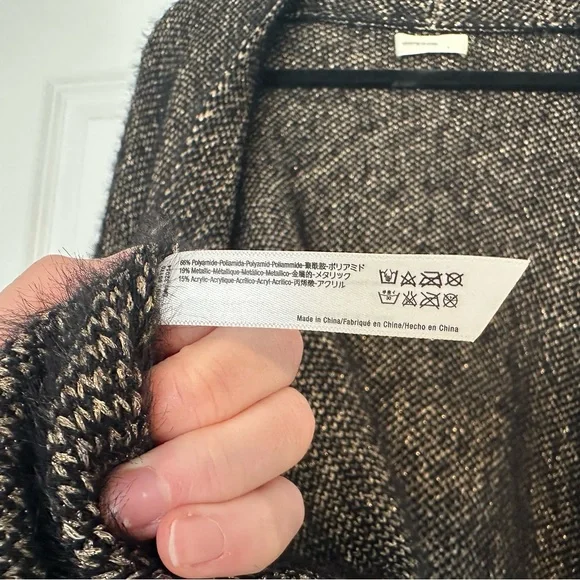 66% Polyamide-Poliamida-Polyamid-Poliammide-聚酰胺-ポリアミド
19% Metallic-Métallique-Metálico-Metallico-金屬的-メタリック
15% Acrylic-Acrylique-Acrílico-Acryl-Acrilico-丙烯酸-アクリル
Made in China/Fabriqué en China/Hecho en China